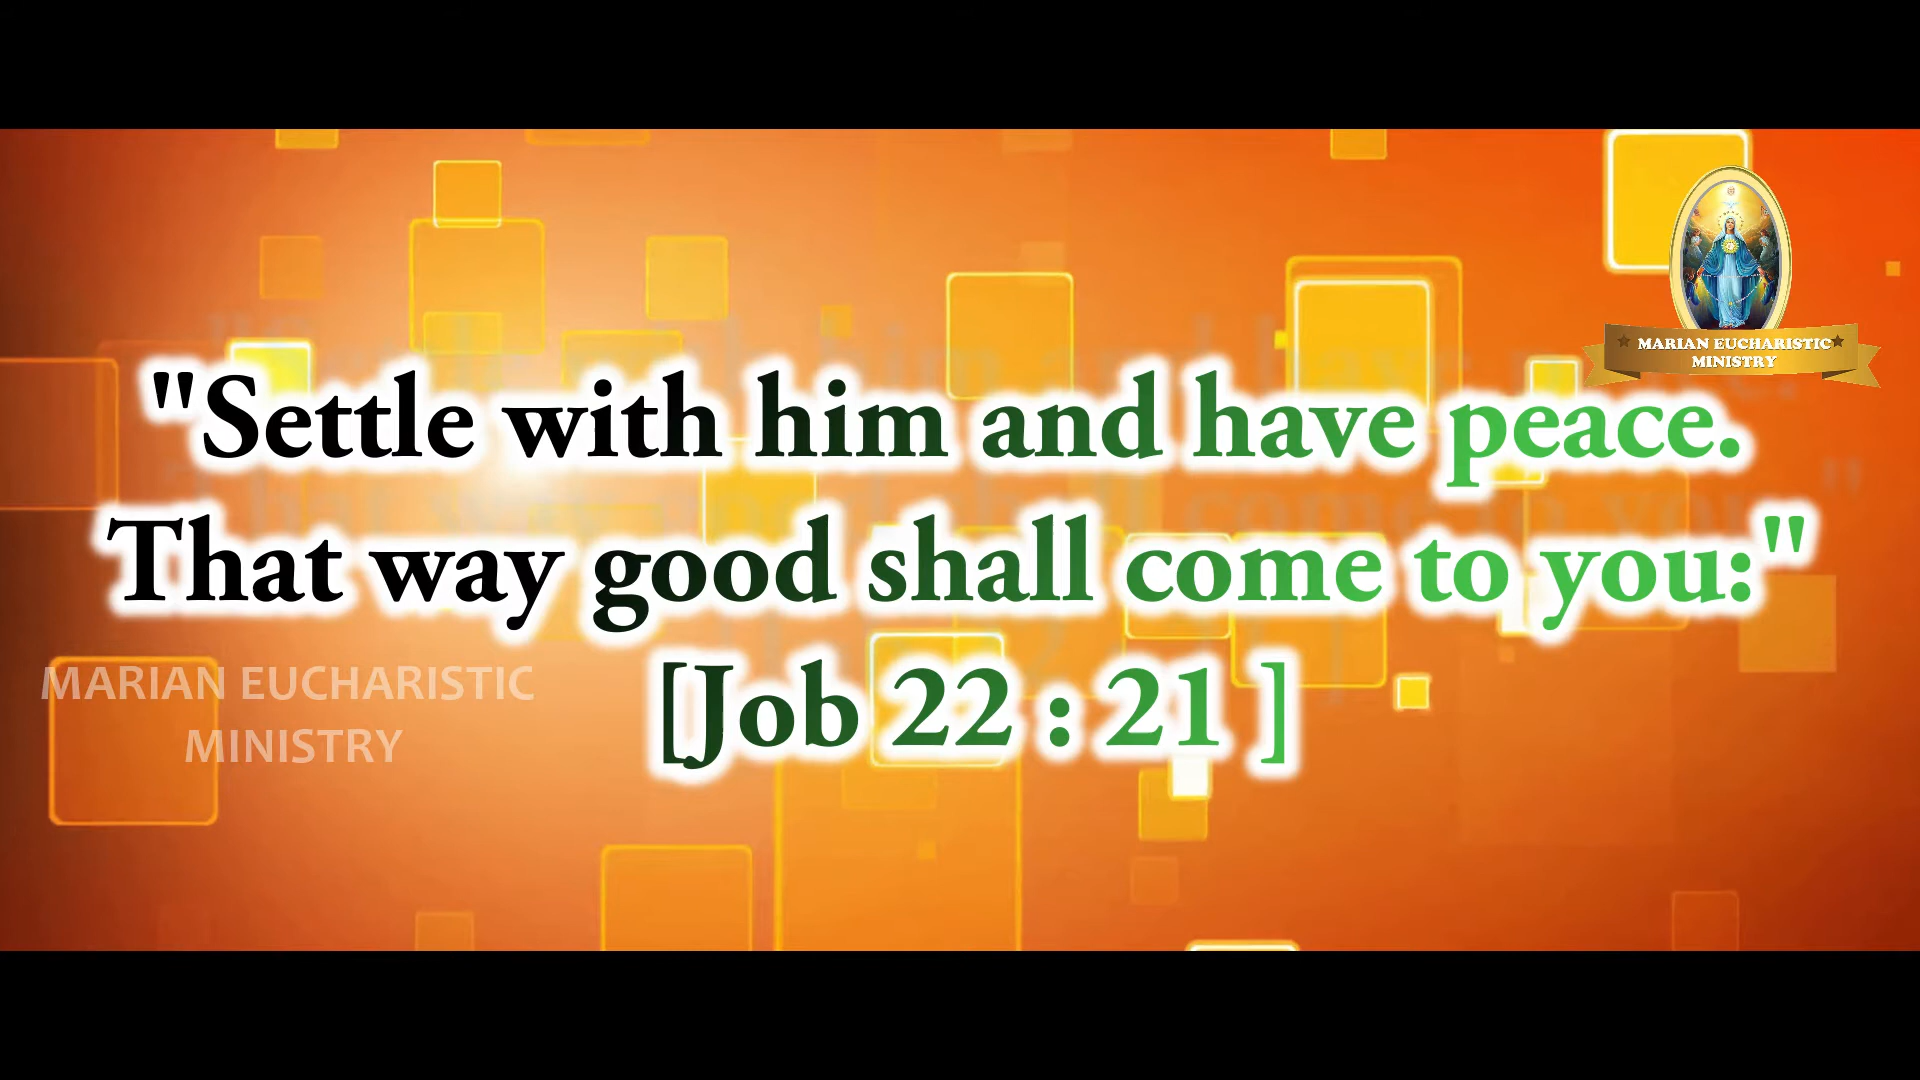 MARIAN EUCHARISTIC
MINISTRY
"Settle with him and have peace.
That way good shall come to you:"
[Job 22 : 21 ]
MARIAN EUCHARISTIC
MINISTRY